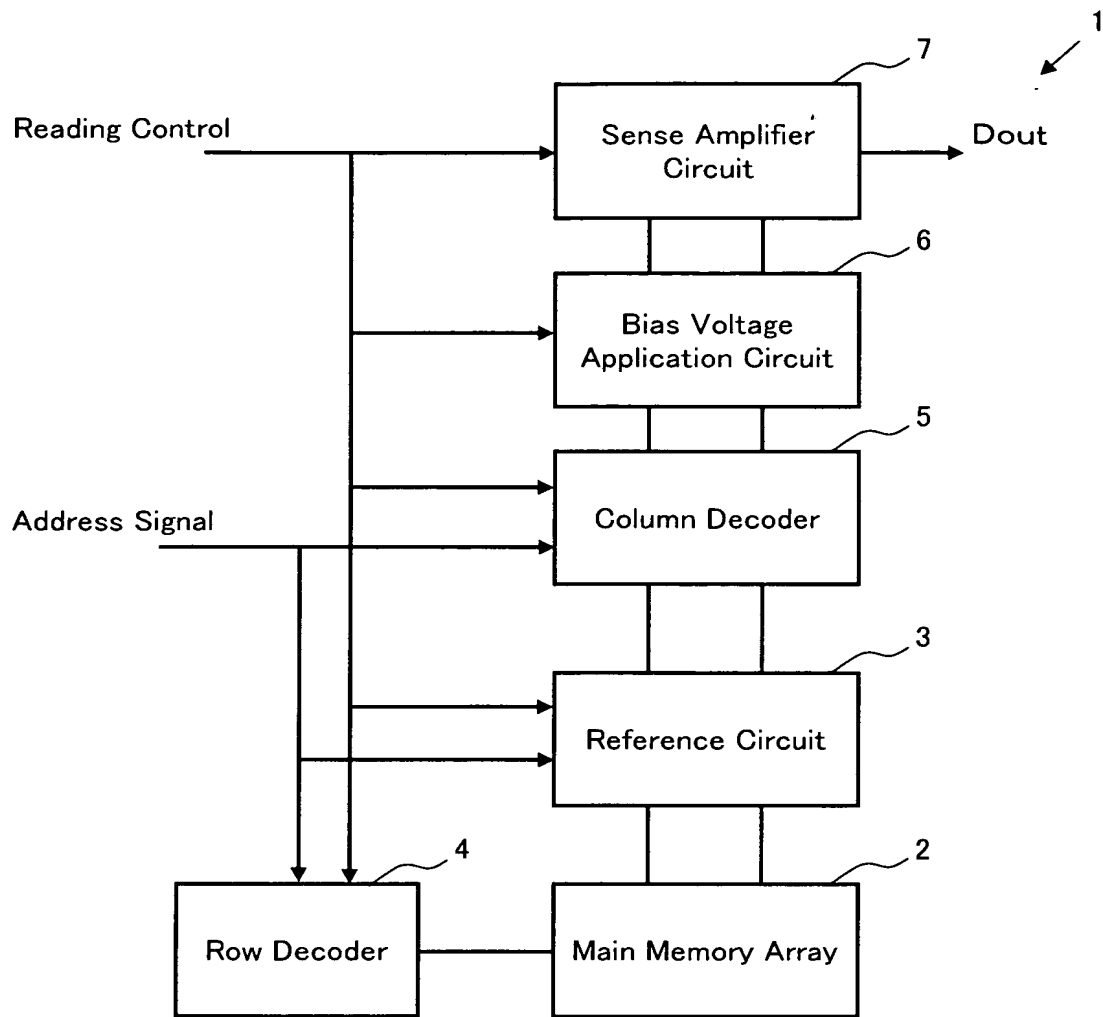 1
7
Reading Control
Sense Amplifier
Circuit
Dout
6
Bias Voltage
Application Circuit
5
Address Signal
Column Decoder
3
Reference Circuit
4
2
Row Decoder
Main Memory Array